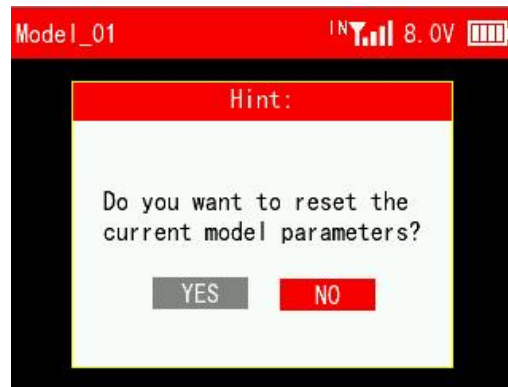 Model_01 IN 8.0V
Hint:
Do you want to reset the
current model parameters?
YES NO